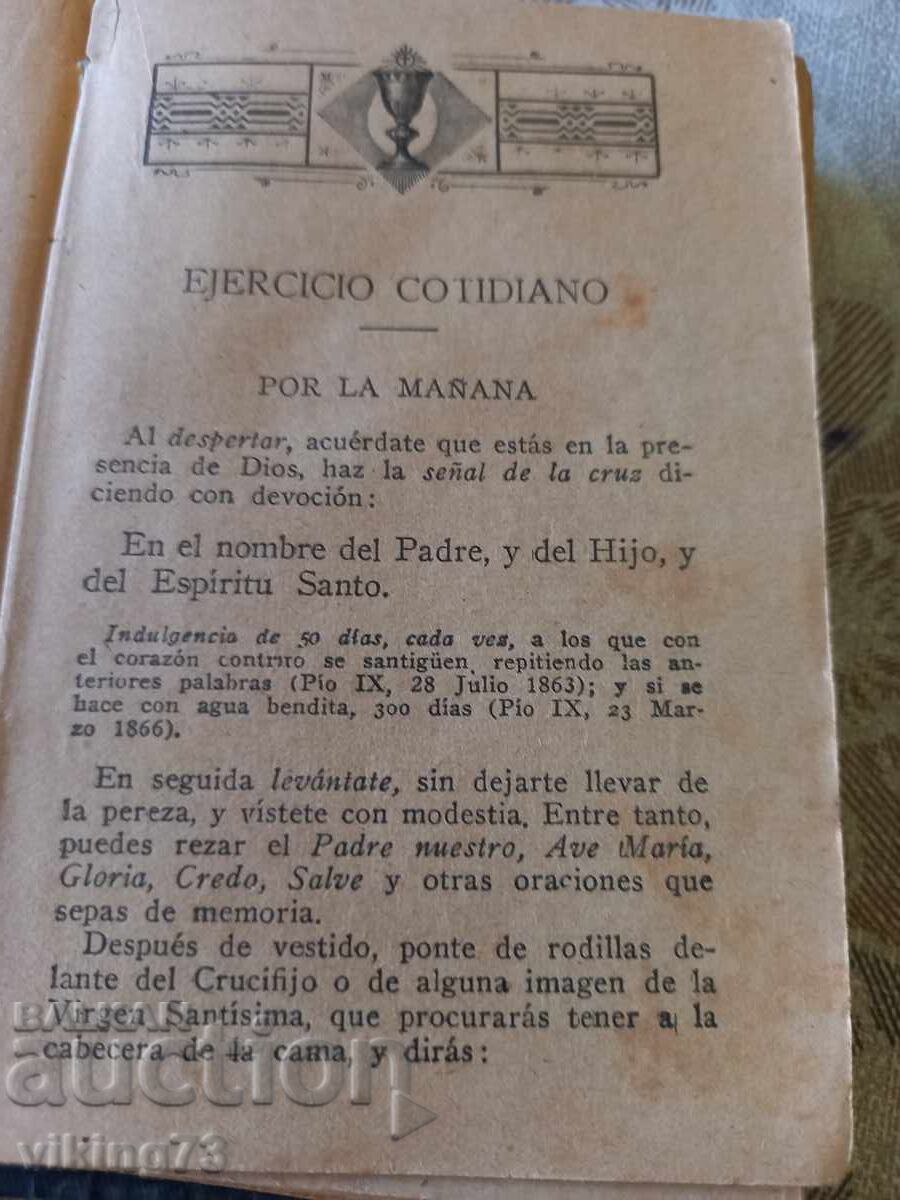 EJERCICIO COTIDIANO
POR LA MAÑANA
Al despertar, acuérdate que estás en la pre-
sencia de Dios, haz la señal de la cruz di-
ciendo con devoción:
En el nombre del Padre, y del Hijo, y
del Espíritu Santo.
Indulgencia de 50 días, cada ves, a los que con
el corazón contrito se santigüen repitiendo las an-
teriores palabras (Pío IX, 28 Julio 1863); y si se
hace con agua bendita, 300 días (Pío IX, 23 Mar-
zo 1866).
En seguida levántate, sin dejarte llevar de
la pereza, y vístete con modestia. Entre tanto,
puedes rezar el Padre nuestro, Ave María,
Gloria, Credo, Salve y otras oraciones que
sepas de memoria.
Después de vestido, ponte de rodillas de-
lante del Crucifijo o de alguna imagen de la
Virgen Santísima, que procurarás tener a la
cabecera de la cama, y dirás:
BALKAN
auction
viking73